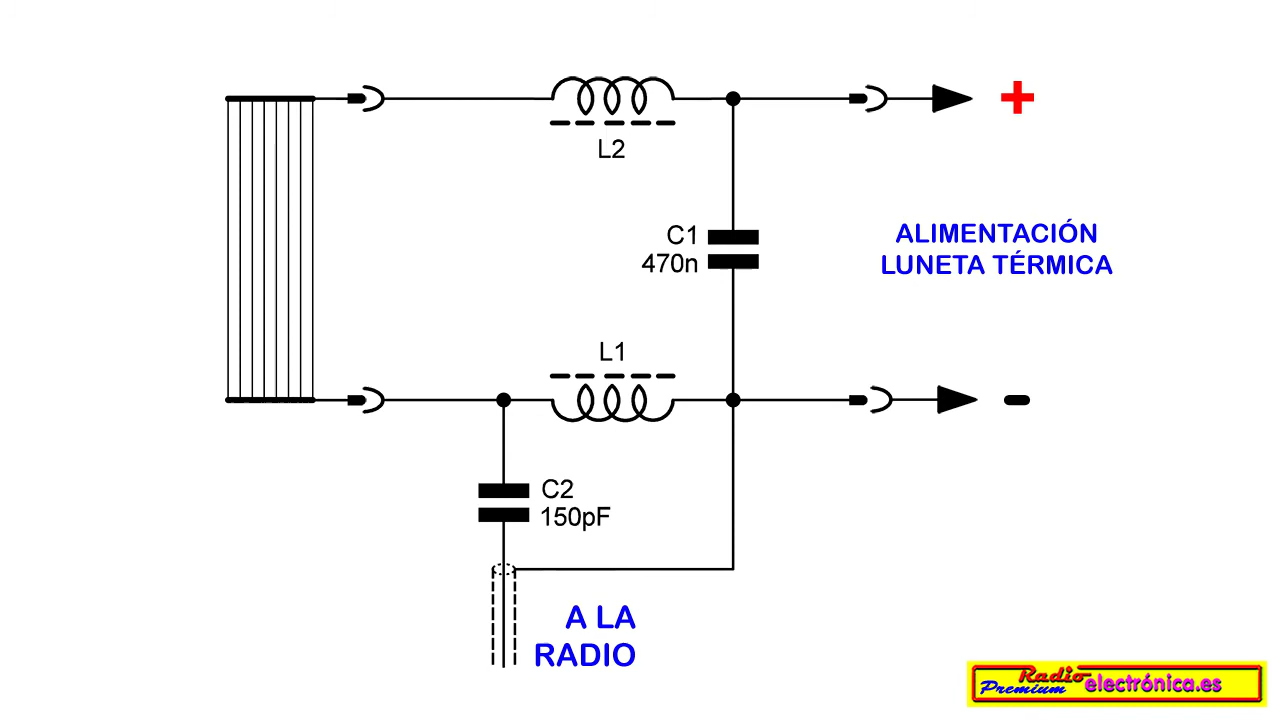 +
L2
C1
470n
ALIMENTACIÓN
LUNETA TÉRMICA
L1
-
C2
150pF
A LA
RADIO
Radio
Premium electrónica.es